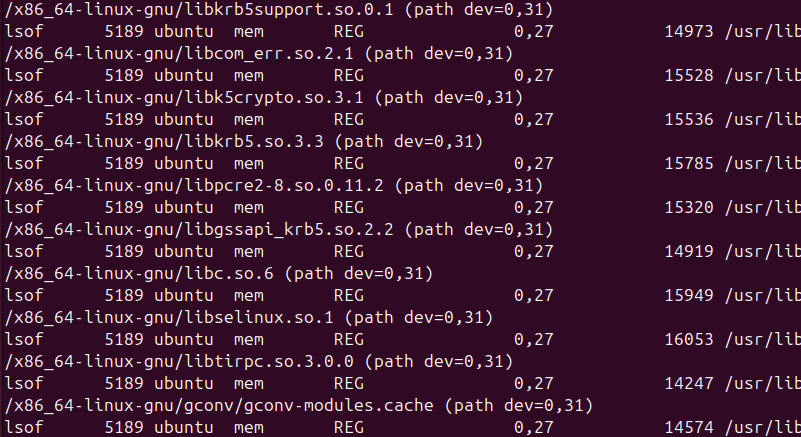 /x86_64-linux-gnu/libkrb5support.so.0.1 (path dev=0,31)
lsof      5189 ubuntu  mem       REG               0,27           14973 /usr/lib
/x86_64-linux-gnu/libcom_err.so.2.1 (path dev=0,31)
lsof      5189 ubuntu  mem       REG               0,27           15528 /usr/lib
/x86_64-linux-gnu/libk5crypto.so.3.1 (path dev=0,31)
lsof      5189 ubuntu  mem       REG               0,27           15536 /usr/lib
/x86_64-linux-gnu/libkrb5.so.3.3 (path dev=0,31)
lsof      5189 ubuntu  mem       REG               0,27           15785 /usr/lib
/x86_64-linux-gnu/libpcre2-8.so.0.11.2 (path dev=0,31)
lsof      5189 ubuntu  mem       REG               0,27           15320 /usr/lib
/x86_64-linux-gnu/libgssapi_krb5.so.2.2 (path dev=0,31)
lsof      5189 ubuntu  mem       REG               0,27           14919 /usr/lib
/x86_64-linux-gnu/libc.so.6 (path dev=0,31)
lsof      5189 ubuntu  mem       REG               0,27           15949 /usr/lib
/x86_64-linux-gnu/libselinux.so.1 (path dev=0,31)
lsof      5189 ubuntu  mem       REG               0,27           16053 /usr/lib
/x86_64-linux-gnu/libtirpc.so.3.0.0 (path dev=0,31)
lsof      5189 ubuntu  mem       REG               0,27           14247 /usr/lib
/x86_64-linux-gnu/gconv/gconv-modules.cache (path dev=0,31)
lsof      5189 ubuntu  mem       REG               0,27           14574 /usr/lib